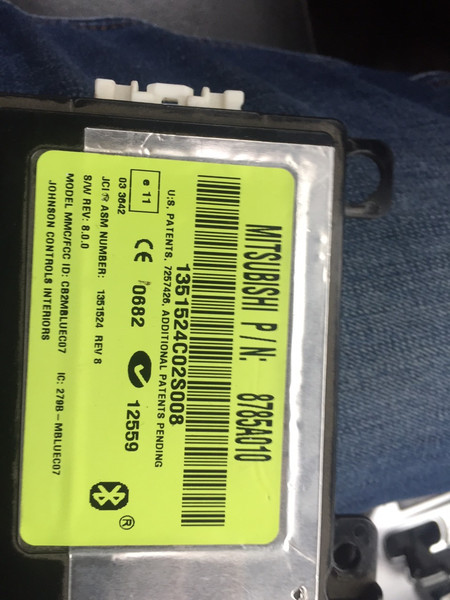 MITSUBISHI P/N: 8785A010
1351524C02S008
U.S. PATENTS, 7257426, ADDITIONAL PATENTS PENDING
e 11
03 3642
CE 0682
12559
®
JCI® ASM NUMBER: 1351524 REV 8
S/W REV: 8.0.0
MODEL MMC/FCC ID: CB2MBLUEC07 IC: 279B-MBLUEC07
JOHNSON CONTROLS INTERIORS